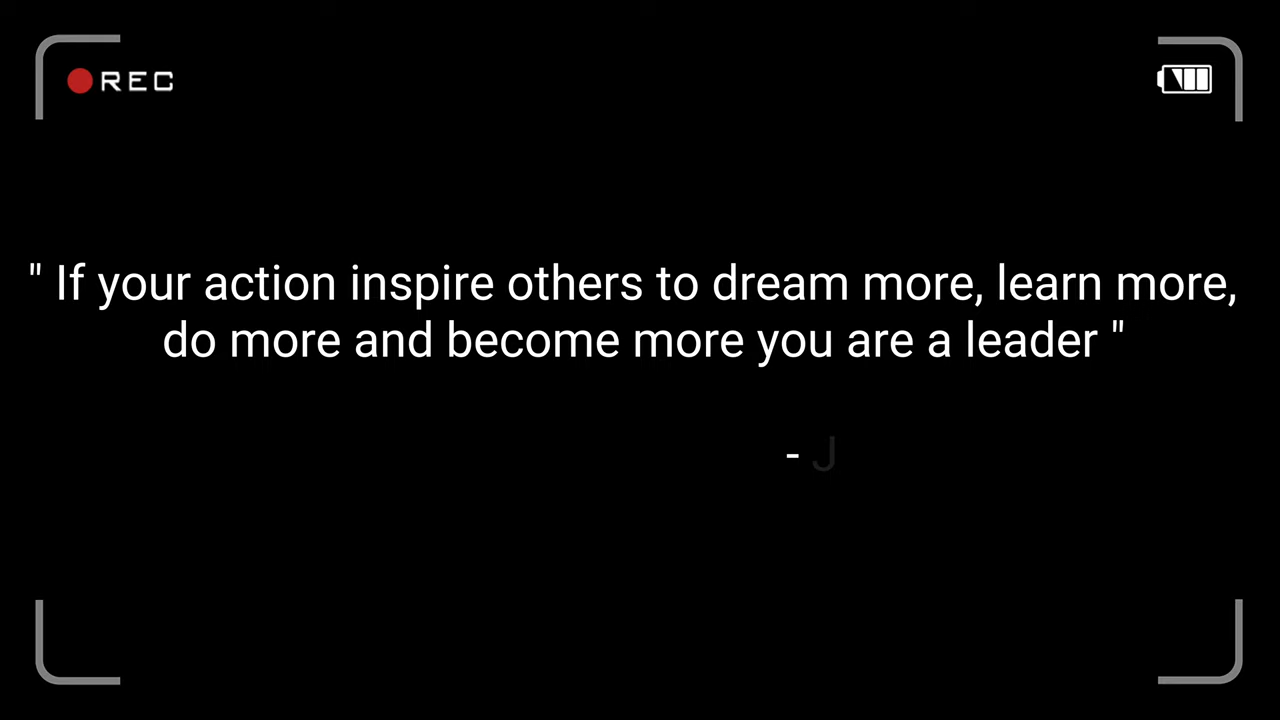 REC
" If your action inspire others to dream more, learn more,
do more and become more you are a leader "
- J